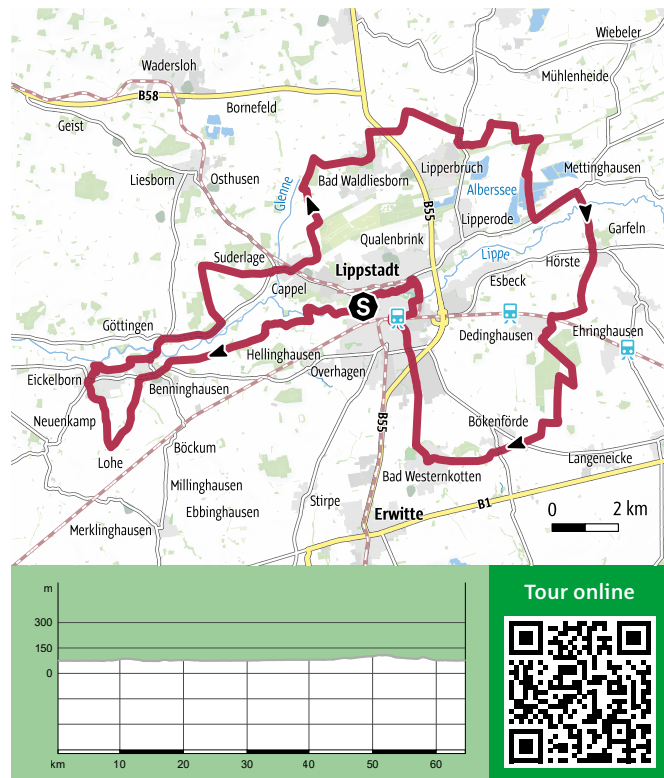 Wiebeler
Wadersloh
Mühlenheide
B58
Bornefeld
Geist
Lipperbruch
Mettinghausen
Liesborn
Osthusen
Glenne
Bad Waldliesborn
Albersee
B55
Lipperode
Garfeln
Qualenbrink
Lippe
Suderlage
Lippstadt
Hörste
Cappel
Esbeck
S
Göttingen
Dedinghausen
Ehringhausen
Hellinghausen
Overhagen
Eickelborn
Benninghausen
Neuenkamp
B55
Bökenförde
Böckum
Lohe
Langeneicke
Bad Westernkotten
Millinghausen
Stirpe
B1
0 2 km
Ebbinghausen
Erwitte
Merklinghausen
m
300
150
0
km 10 20 30 40 50 60
Tour online